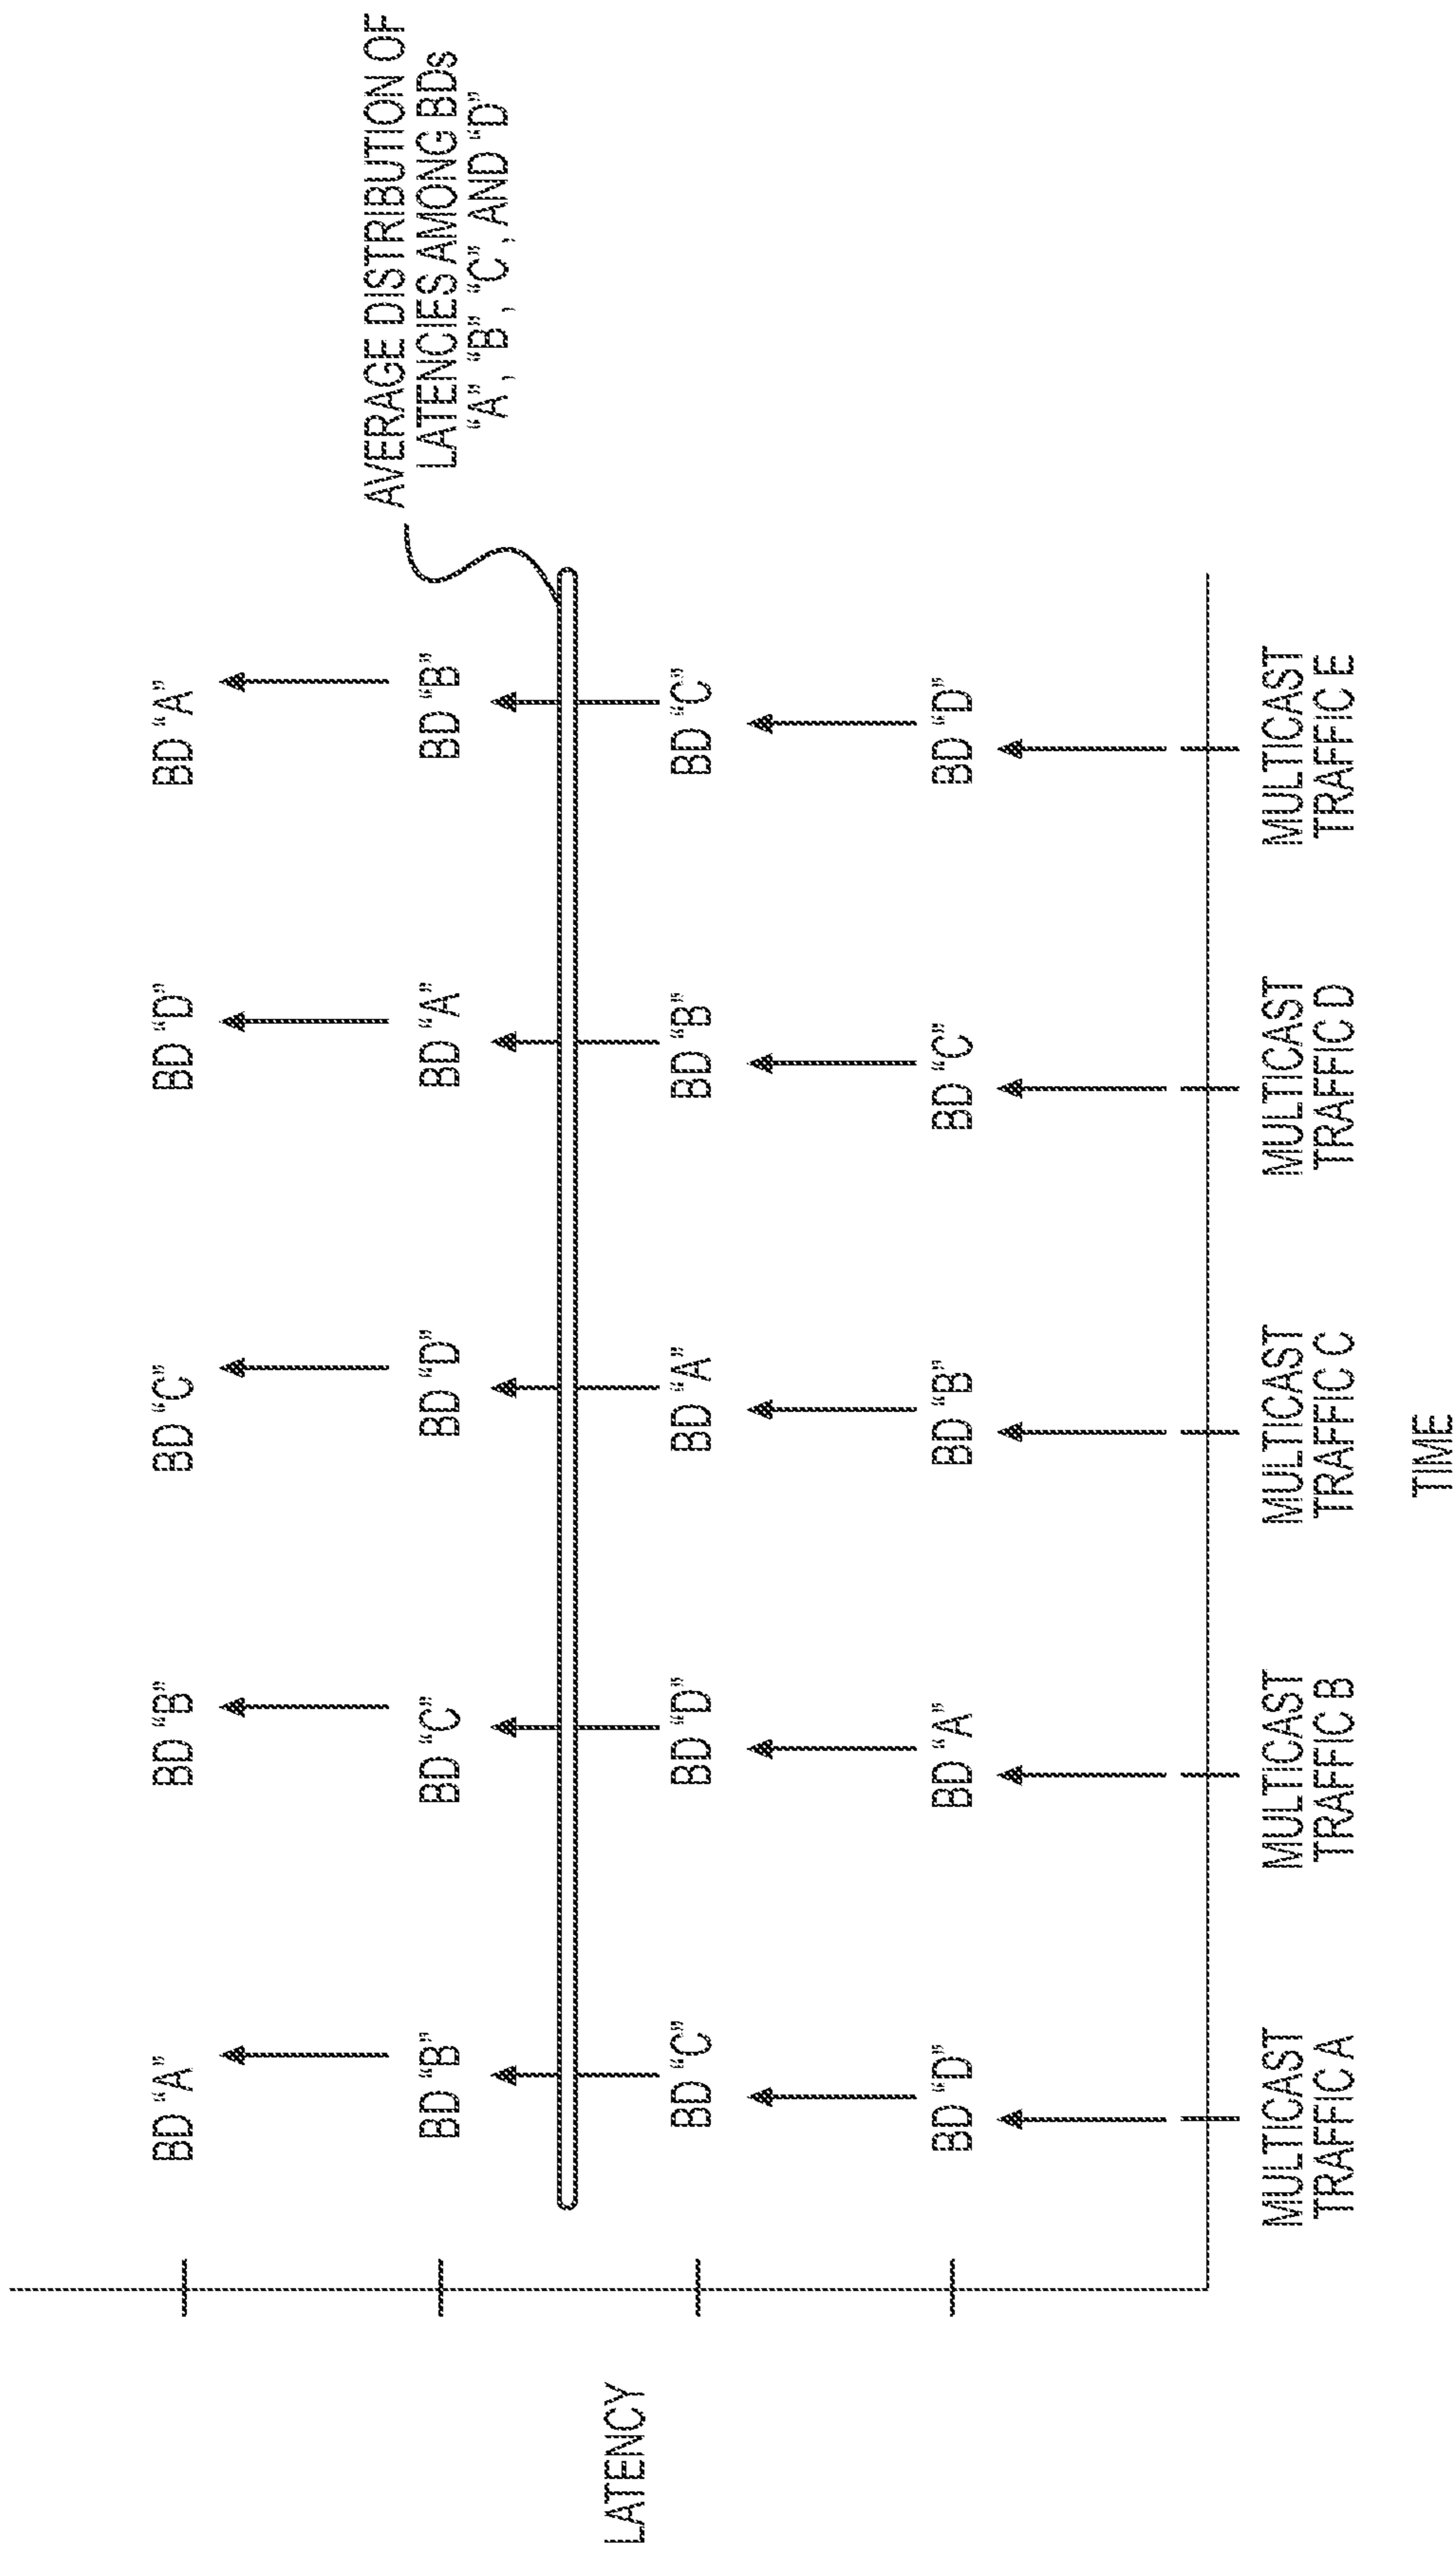 AVERAGE DISTRIBUTION OF
LATENCIES AMONG BDs
“A”, “B”, “C”, AND “D”
LATENCY
BD “A”
BD “B”
BD “C”
BD “D”
BD “A”
BD “B”
BD “C”
BD “D”
BD “A”
BD “B”
BD “C”
BD “D”
BD “A”
BD “B”
BD “C”
BD “D”
BD “A”
BD “B”
BD “C”
BD “D”
MULTICAST
TRAFFIC A
MULTICAST
TRAFFIC B
MULTICAST
TRAFFIC C
MULTICAST
TRAFFIC D
MULTICAST
TRAFFIC E
TIME